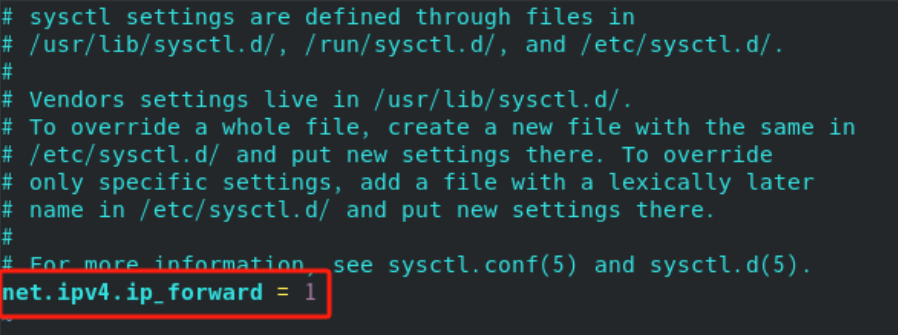 # sysctl settings are defined through files in
# /usr/lib/sysctl.d/, /run/sysctl.d/, and /etc/sysctl.d/.
#
# Vendors settings live in /usr/lib/sysctl.d/.
# To override a whole file, create a new file with the same in
# /etc/sysctl.d/ and put new settings there. To override
# only specific settings, add a file with a lexically later
# name in /etc/sysctl.d/ and put new settings there.
#
# For more information, see sysctl.conf(5) and sysctl.d(5).
net.ipv4.ip_forward = 1
~